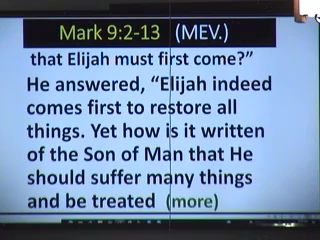 Mark 9:2-13 (MEV.)
that Elijah must first come?”
He answered, “Elijah indeed
comes first to restore all
things. Yet how is it written
of the Son of Man that He
should suffer many things
and be treated (more)